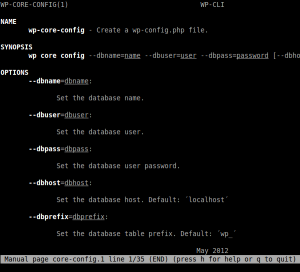 WP-CORE-CONFIG(1) WP-CLI
NAME
wp-core-config - Create a wp-config.php file.
SYNOPSIS
wp core config --dbname=name --dbuser=user --dbpass=password [--dbho
OPTIONS
--dbname=dbname:
Set the database name.
--dbuser=dbuser:
Set the database user.
--dbpass=dbpass:
Set the database user password.
--dbhost=dbhost:
Set the database host. Default: ´localhost´
--dbprefix=dbprefix:
Set the database table prefix. Default: ´wp_´
May 2012
Manual page core-config.1 line 1/35 (END) (press h for help or q to quit)